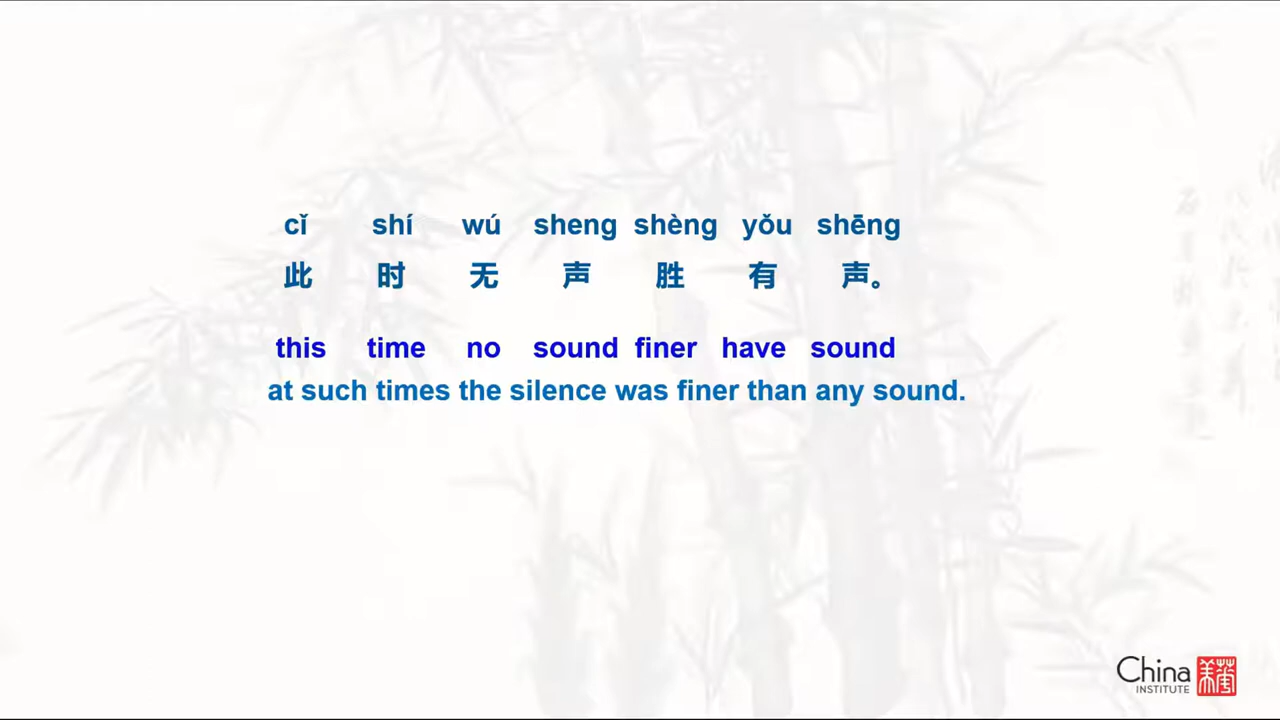 cǐ shí wú sheng shèng yǒu shēng
此 时 无 声 胜 有 声。
this time no sound finer have sound
at such times the silence was finer than any sound.
China
INSTITUTE